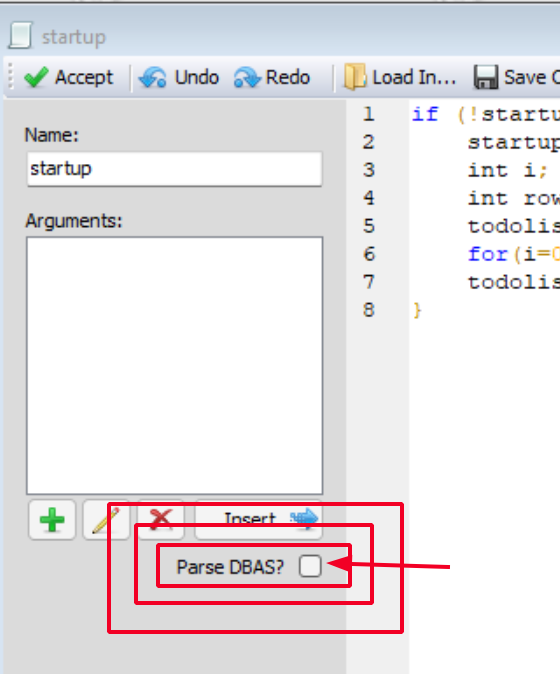 startup
Accept Undo Redo Load In... Save
Name:
startup
Arguments:
Insert
Parse DBAS?
1 if (!startu
2 startup
3 int i;
4 int row
5 todolis
6 for(i=0
7 todolis
8 }